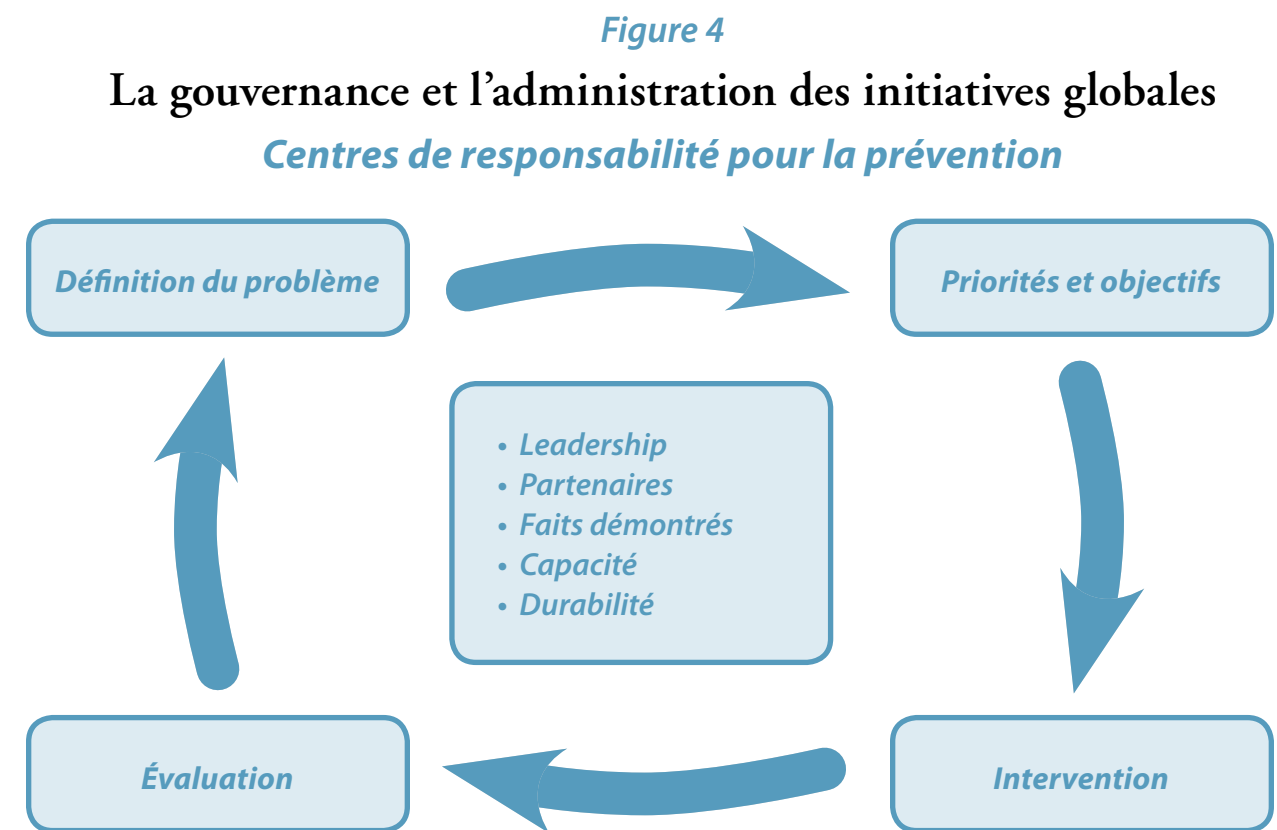 Figure 4
La gouvernance et l'administration des initiatives globales
Centres de responsabilité pour la prévention
Définition du problème
Priorités et objectifs
• Leadership
• Partenaires
• Faits démontrés
• Capacité
• Durabilité
Évaluation
Intervention